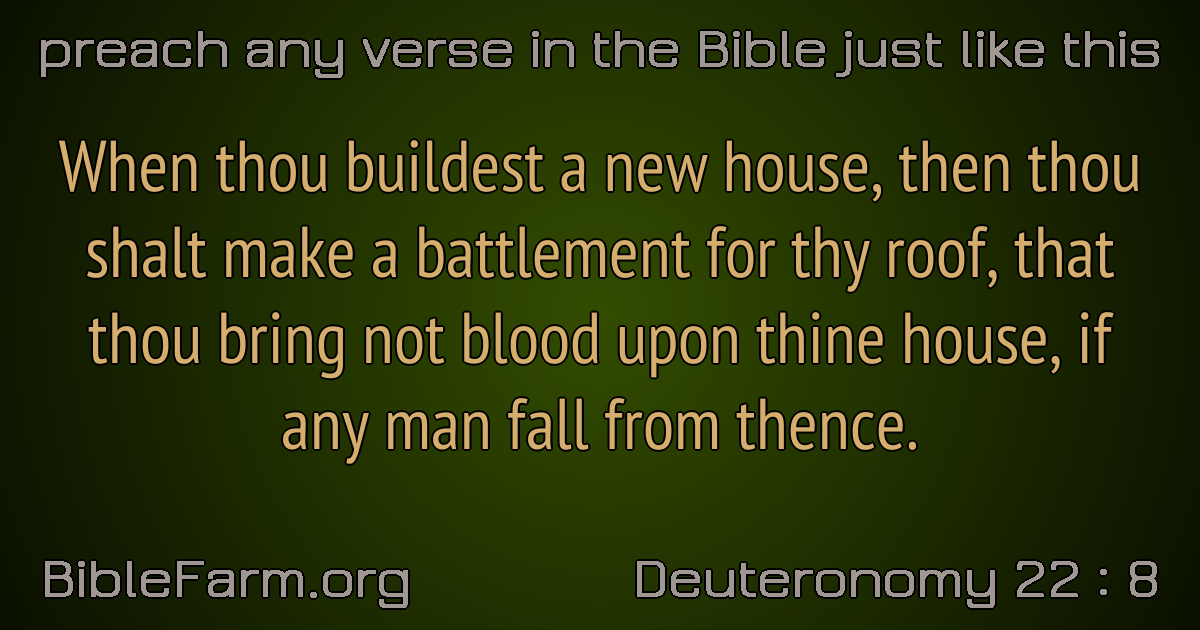 preach any verse in the Bible just like this
When thou buildest a new house, then thou
shalt make a battlement for thy roof, that
thou bring not blood upon thine house, if
any man fall from thence.
BibleFarm.org
Deuteronomy 22 : 8